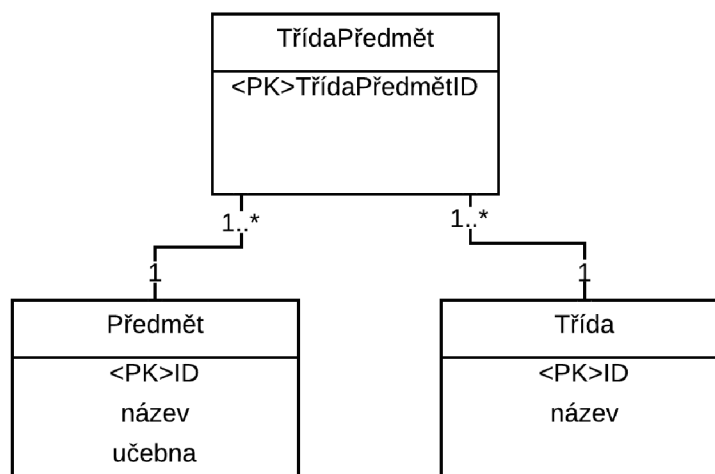 TřídaPředmět
<PK>TřídaPředmětID
1..*
1..*
1
1
Předmět
<PK>ID
název
učebna
Třída
<PK>ID
název